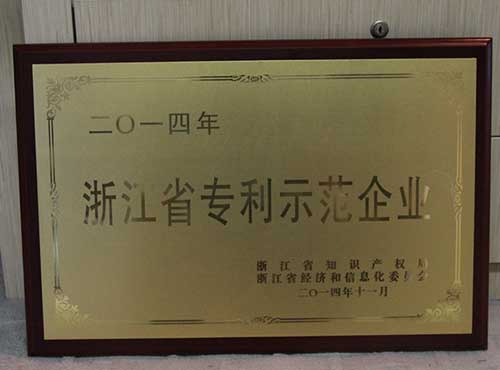 二〇一四年
浙江省专利示范企业
浙江省知识产权局
浙江省经济和信息化委员会
二〇一四年十一月